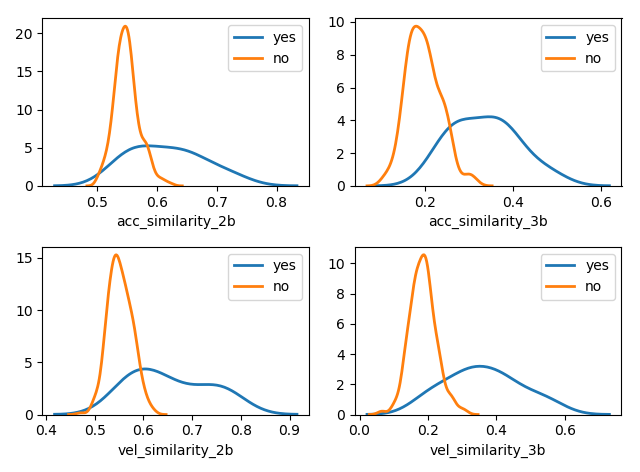 20
15
10
5
0
0.5 0.6 0.7 0.8
acc_similarity_2b
yes
no
10
8
6
4
2
0
0.2 0.4 0.6
acc_similarity_3b
yes
no
15
10
5
0
0.4 0.5 0.6 0.7 0.8 0.9
vel_similarity_2b
yes
no
10
8
6
4
2
0
0.0 0.2 0.4 0.6
vel_similarity_3b
yes
no